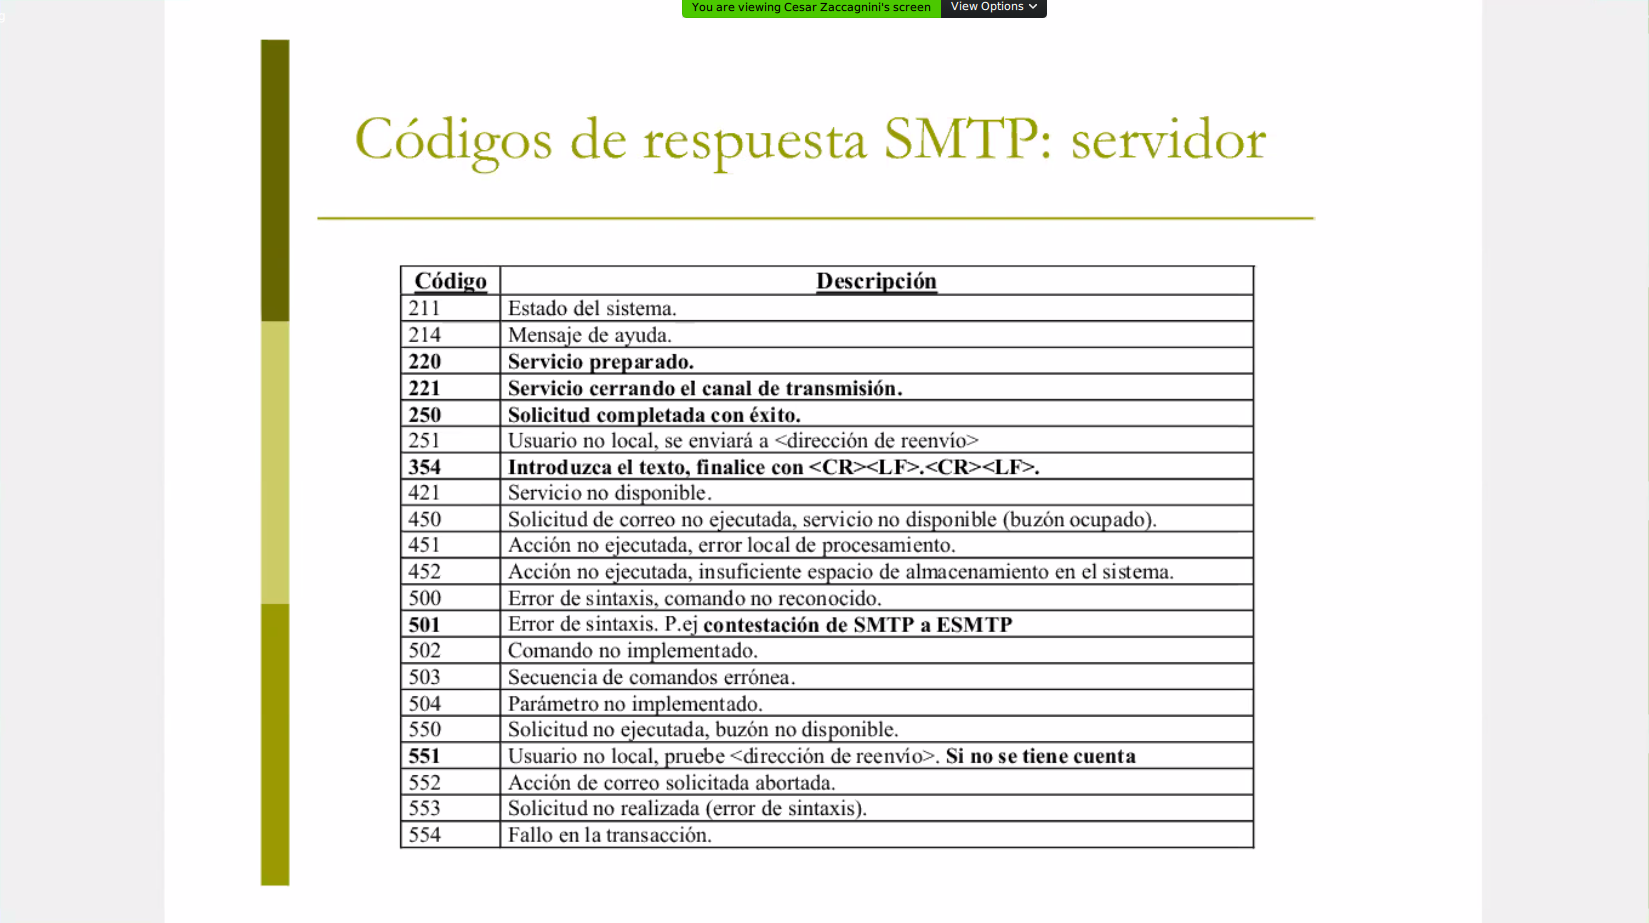 You are viewing Cesar Zaccagnini's screen View Options
Códigos de respuesta SMTP: servidor
Código Descripción
211 Estado del sistema.
214 Mensaje de ayuda.
220 Servicio preparado.
221 Servicio cerrando el canal de transmisión.
250 Solicitud completada con éxito.
251 Usuario no local, se enviará a <dirección de reenvío>
354 Introduzca el texto, finalice con <CR><LF>.<CR><LF>.
421 Servicio no disponible.
450 Solicitud de correo no ejecutada, servicio no disponible (buzón ocupado).
451 Acción no ejecutada, error local de procesamiento.
452 Acción no ejecutada, insuficiente espacio de almacenamiento en el sistema.
500 Error de sintaxis, comando no reconocido.
501 Error de sintaxis. P.ej contestación de SMTP a ESMTP
502 Comando no implementado.
503 Secuencia de comandos errónea.
504 Parámetro no implementado.
550 Solicitud no ejecutada, buzón no disponible.
551 Usuario no local, pruebe <dirección de reenvío>. Si no se tiene cuenta
552 Acción de correo solicitada abortada.
553 Solicitud no realizada (error de sintaxis).
554 Fallo en la transacción.